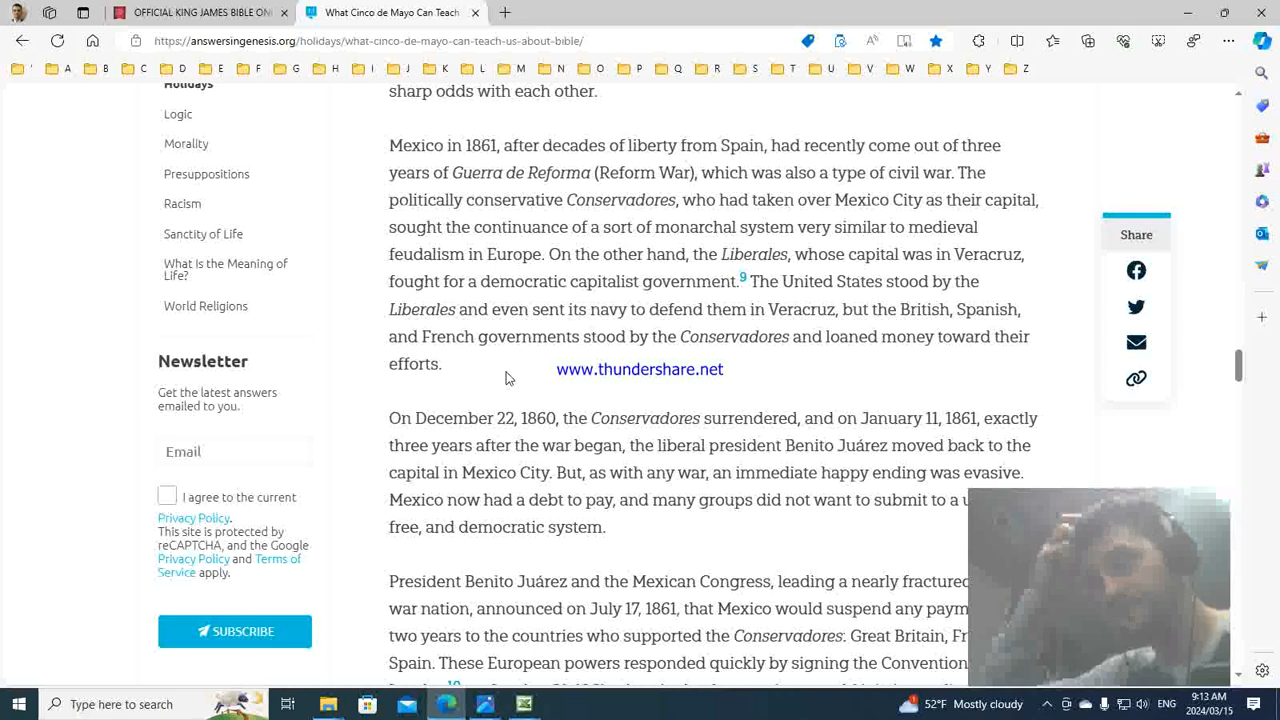 OFFICIAL KING JAMES BIBLE ONL
What Cinco de Mayo Can Teach
https://answersingenesis.org/holidays/what-cinco-de-mayo-can-teach-us-about-bible/
A B C D E F G H I J K L M N O P Q R S T U V W X Y Z
Holidays
Logic
Morality
Presuppositions
Racism
Sanctity of Life
What Is the Meaning of
Life?
World Religions
Newsletter
Get the latest answers
emailed to you.
Email
I agree to the current
Privacy Policy.
This site is protected by
reCAPTCHA, and the Google
Privacy Policy and Terms of
Service apply.
SUBSCRIBE
sharp odds with each other.
Mexico in 1861, after decades of liberty from Spain, had recently come out of three
years of Guerra de Reforma (Reform War), which was also a type of civil war. The
politically conservative Conservadores, who had taken over Mexico City as their capital,
sought the continuance of a sort of monarchal system very similar to medieval
feudalism in Europe. On the other hand, the Liberales, whose capital was in Veracruz,
fought for a democratic capitalist government.9 The United States stood by the
Liberales and even sent its navy to defend them in Veracruz, but the British, Spanish,
and French governments stood by the Conservadores and loaned money toward their
efforts.
www.thundershare.net
On December 22, 1860, the Conservadores surrendered, and on January 11, 1861, exactly
three years after the war began, the liberal president Benito Juárez moved back to the
capital in Mexico City. But, as with any war, an immediate happy ending was evasive.
Mexico now had a debt to pay, and many groups did not want to submit to a
free, and democratic system.
President Benito Juárez and the Mexican Congress, leading a nearly fractured
war nation, announced on July 17, 1861, that Mexico would suspend any
two years to the countries who supported the Conservadores: Great Britain,
Spain. These European powers responded quickly by signing the Convention
Share
Type here to search
52°F Mostly cloudy
ENG
9:13 AM
2024/03/15